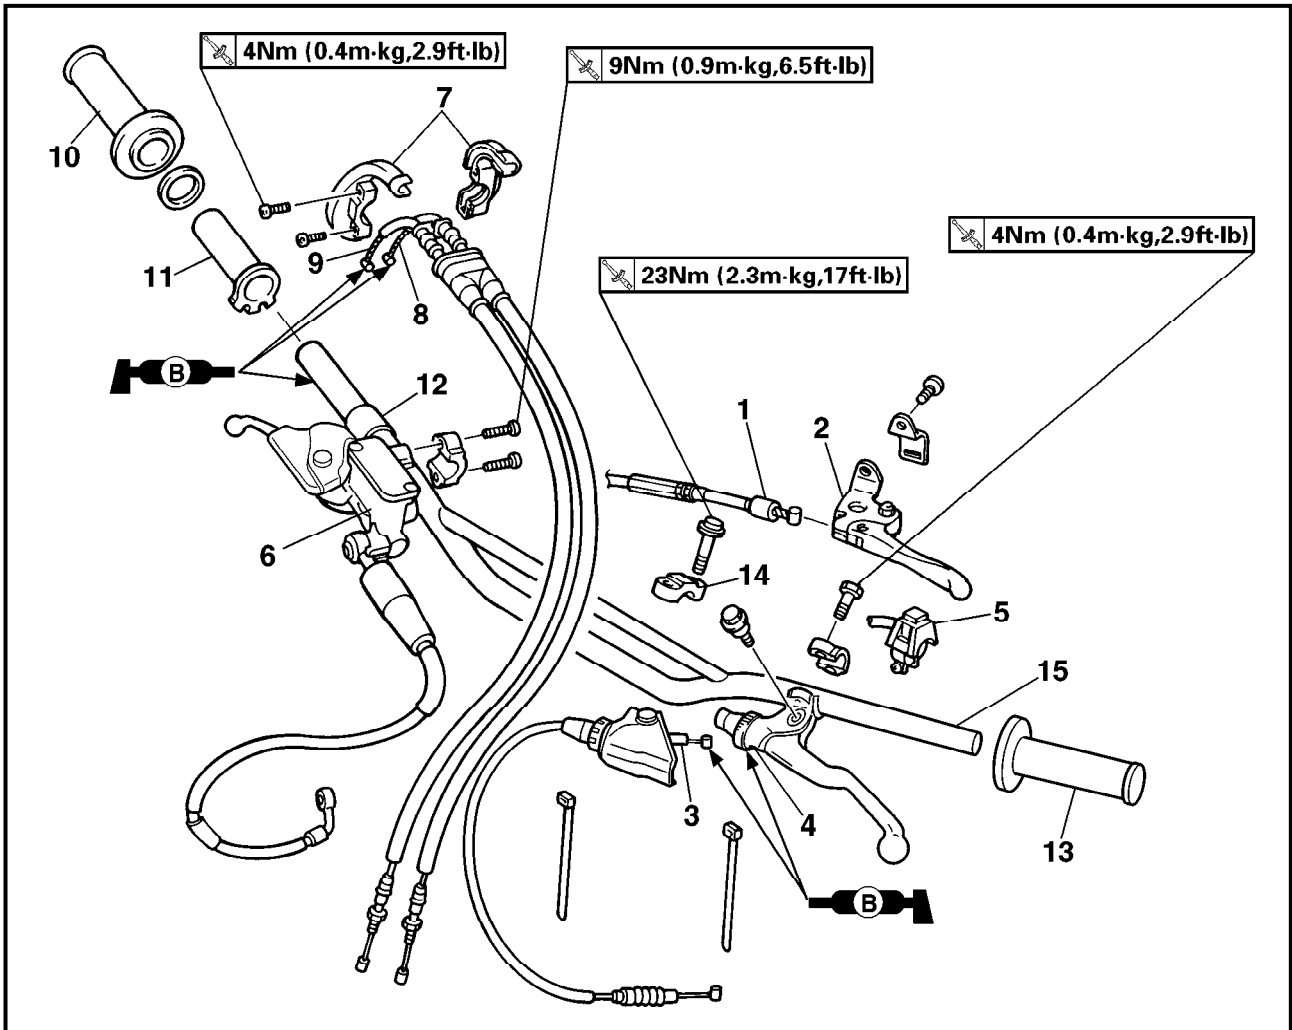 4Nm (0.4m·kg,2.9ft·lb)
9Nm (0.9m·kg,6.5ft·lb)
7
10
4Nm (0.4m·kg,2.9ft·lb)
9
11
23Nm (2.3m·kg,17ft·lb)
8
B
12
1
2
6
14
5
15
3
4
13
B